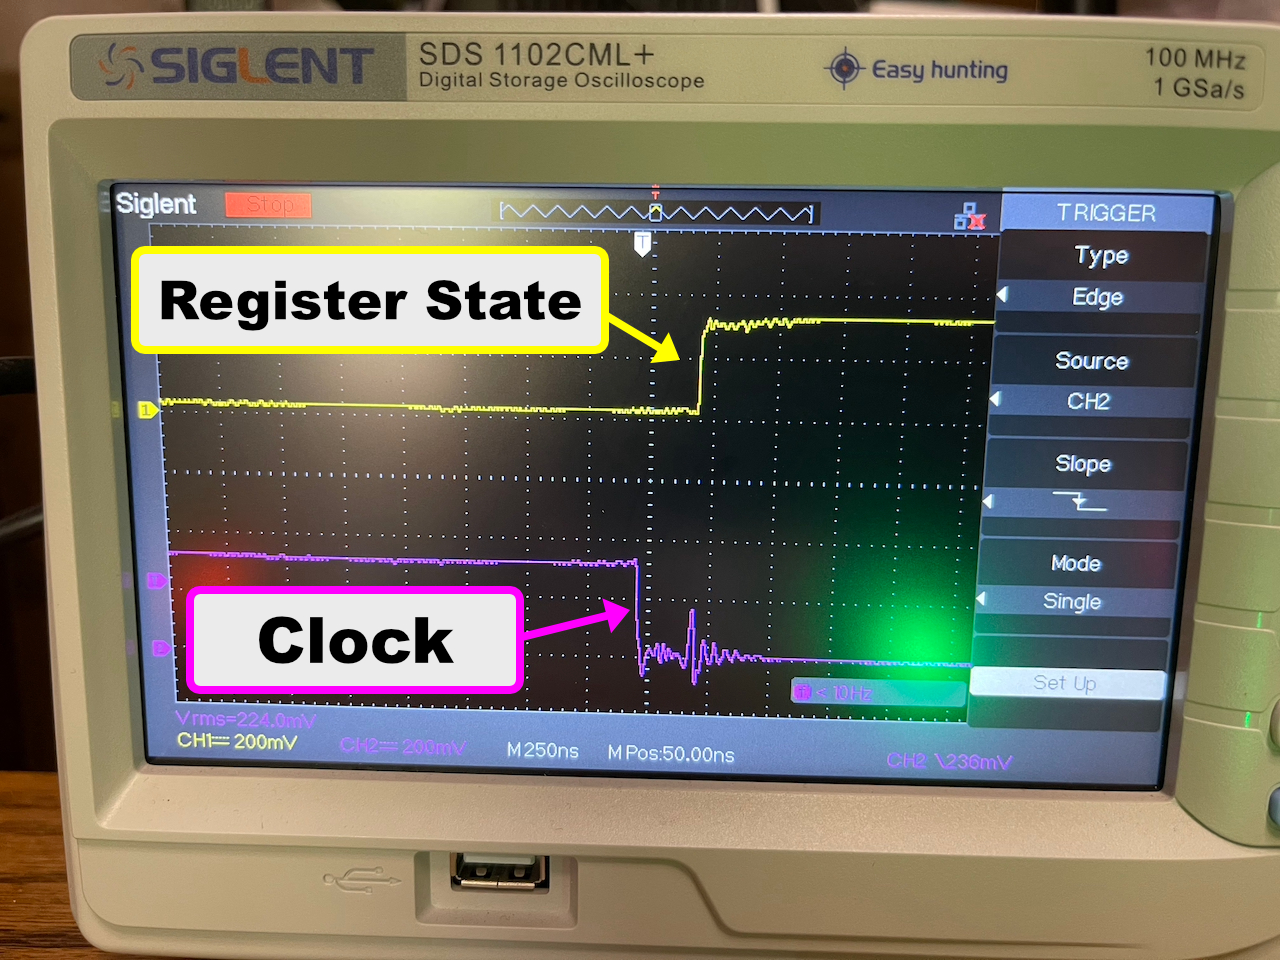 SIGLENT
SDS 1102CML+
Digital Storage Oscilloscope
Easy hunting
100 MHz
1 GSa/s
Siglent
Stop
T
TRIGGER
T
Type
Edge
Register State
Source
CH2
1
Slope
Mode
Single
Clock
Set Up
< 10Hz
Vrms=224.0mV
CH1 200mV
CH2 200mV
M 250ns
M Pos:50.00ns
CH2 \236mV